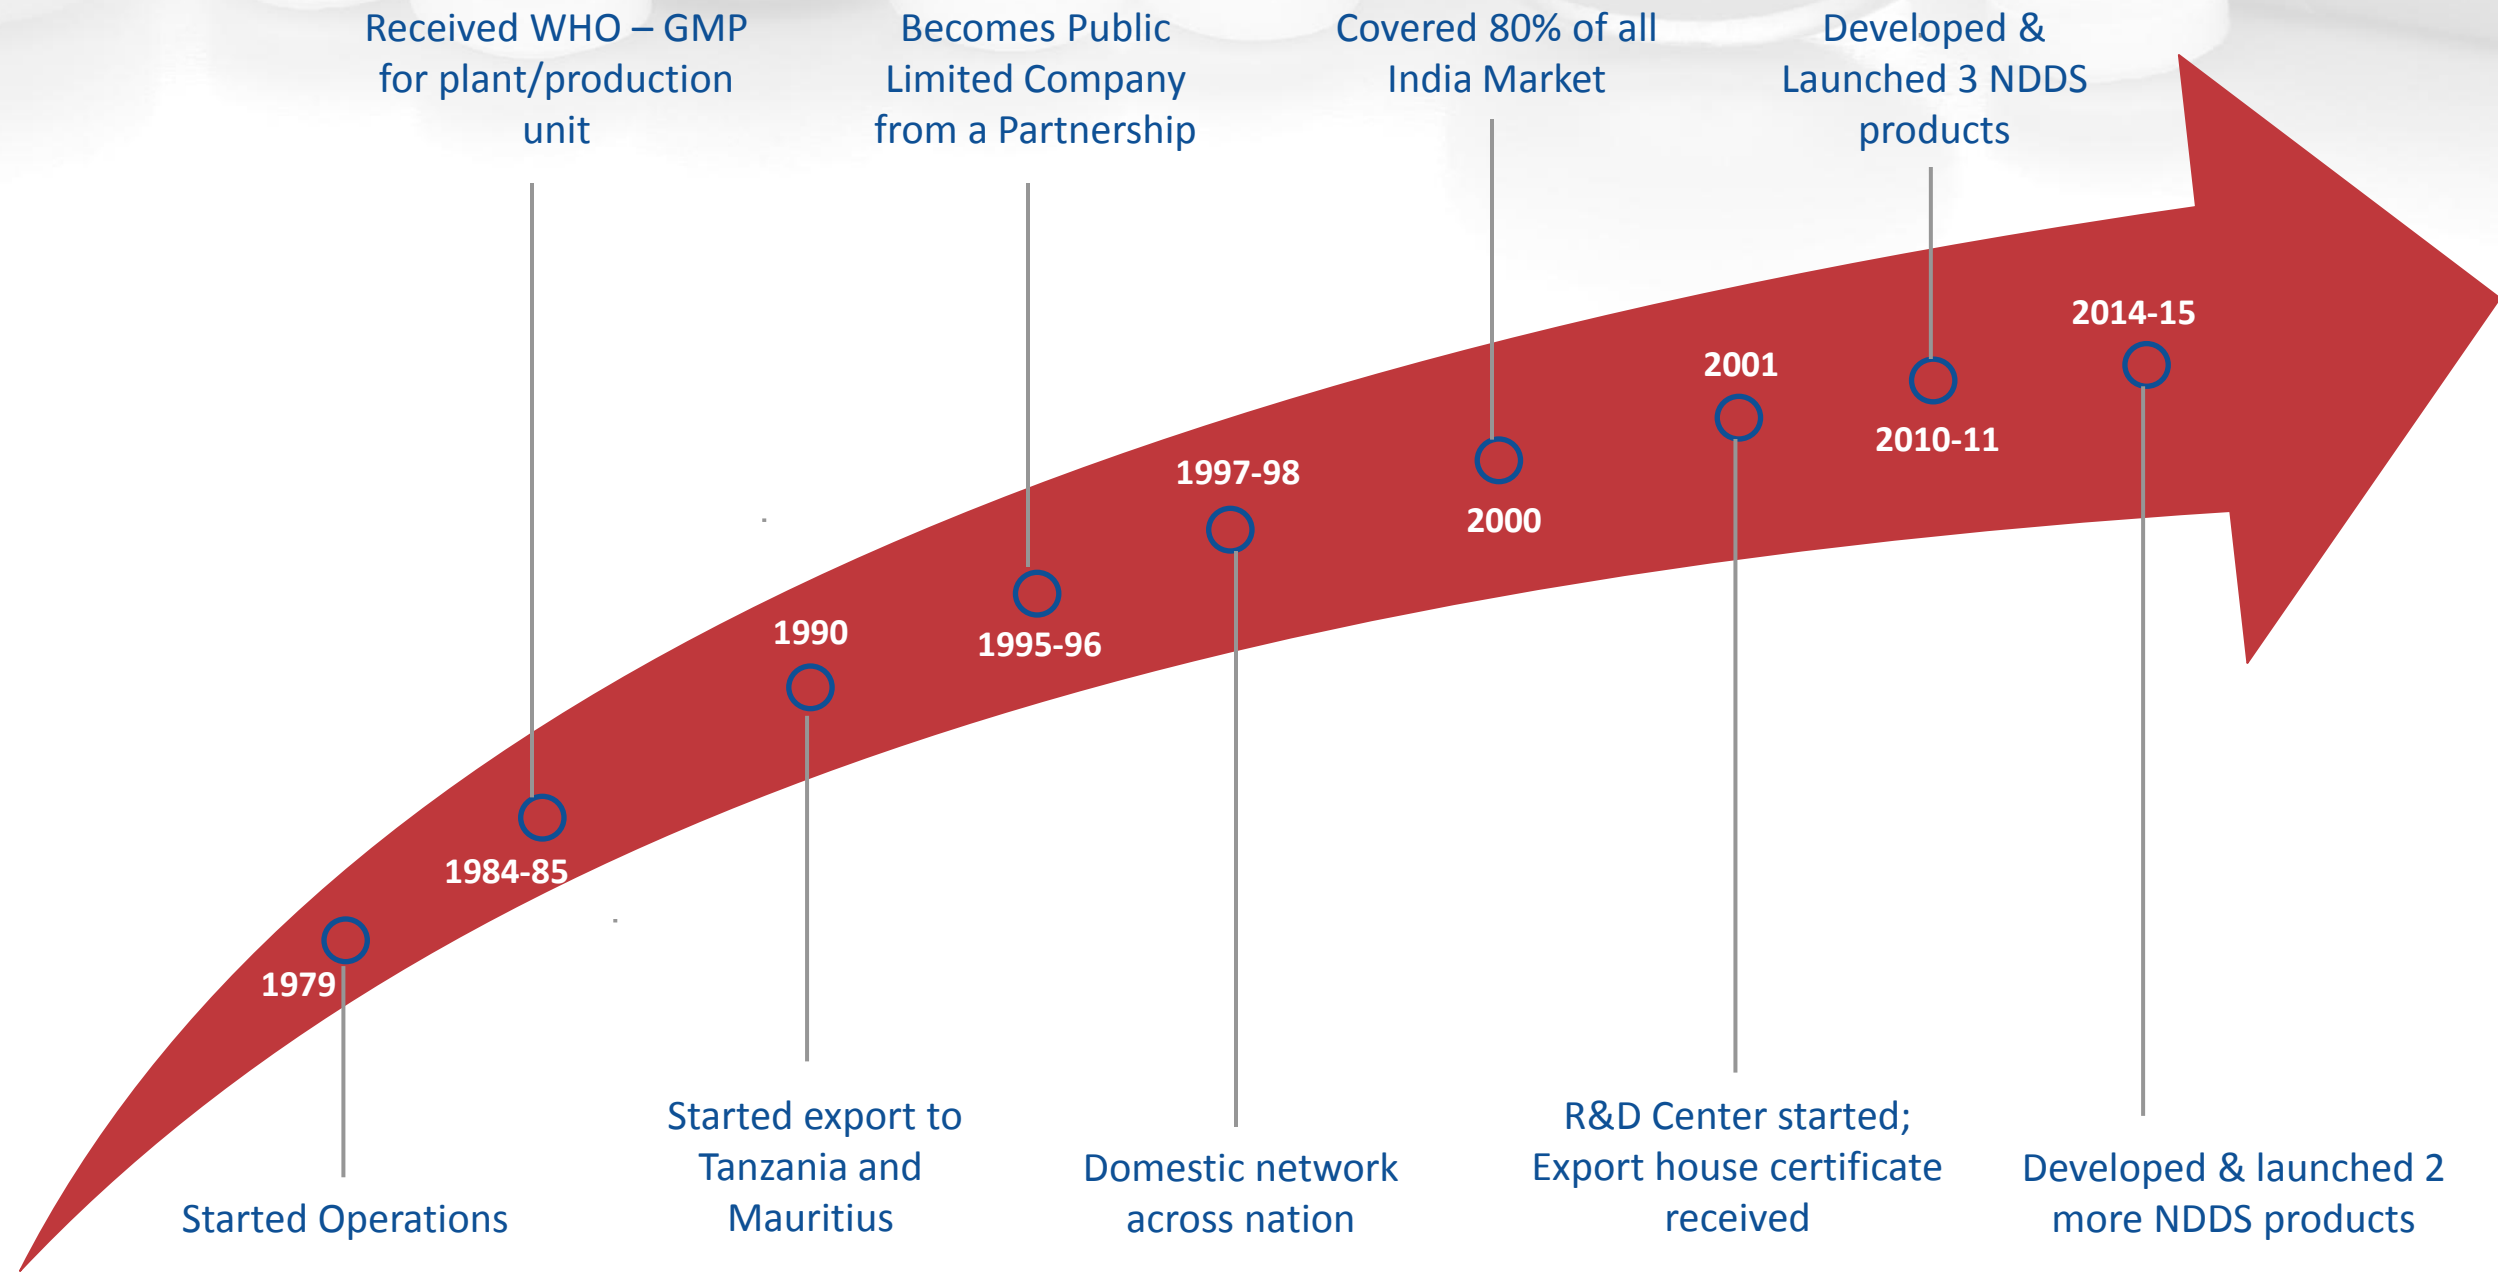 Received WHO – GMP
for plant/production
unit
Becomes Public
Limited Company
from a Partnership
Covered 80% of all
India Market
Developed &
Launched 3 NDDS
products
2014-15
2001
2010-11
1997-98
2000
1990
1995-96
1984-85
1979
Started Operations
Started export to
Tanzania and
Mauritius
Domestic network
across nation
R&D Center started;
Export house certificate
received
Developed & launched 2
more NDDS products